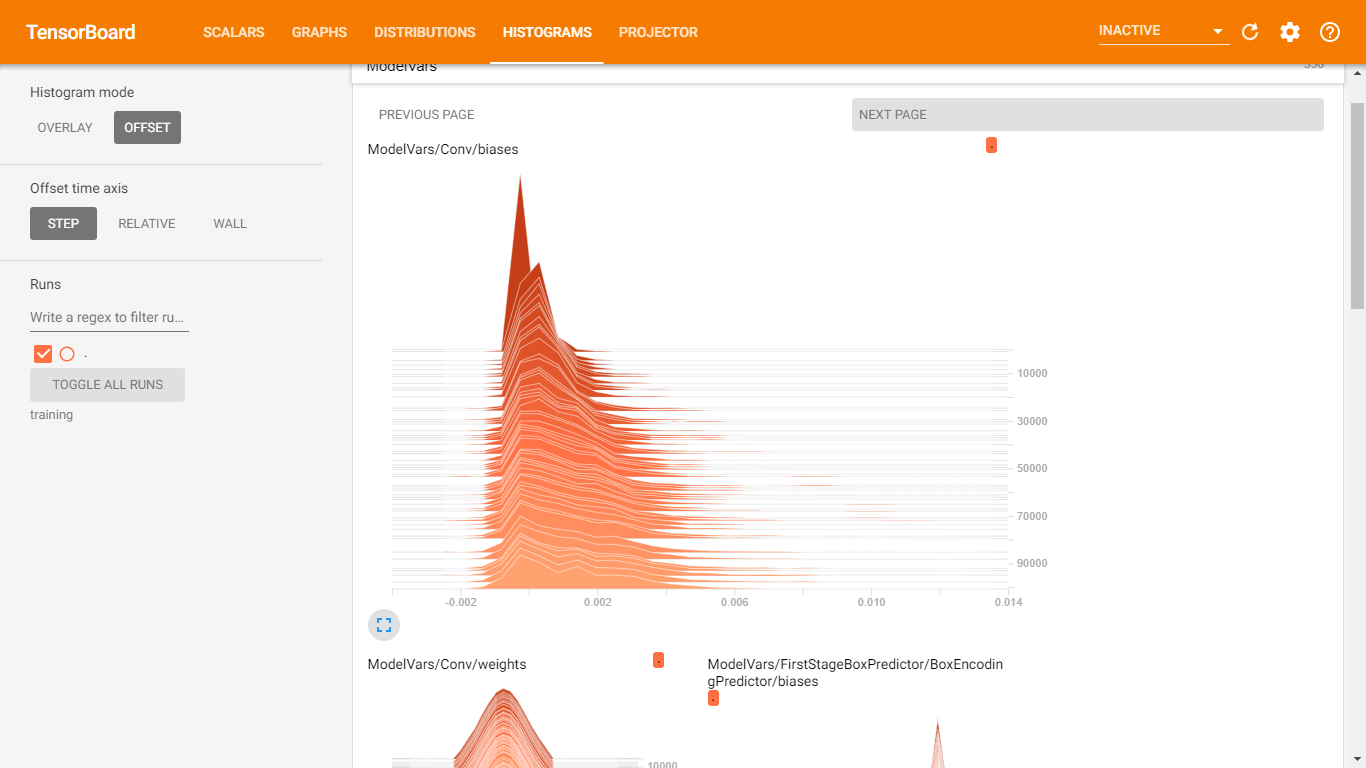 TensorBoard
SCALARS
GRAPHS
DISTRIBUTIONS
HISTOGRAMS
PROJECTOR
INACTIVE
Histogram mode
OVERLAY
OFFSET
Offset time axis
STEP
RELATIVE
WALL
Runs
Write a regex to filter ru...
.
TOGGLE ALL RUNS
training
ModelVars
PREVIOUS PAGE
NEXT PAGE
ModelVars/Conv/biases
.
10000
30000
50000
70000
90000
-0.002
0.002
0.006
0.010
0.014
ModelVars/Conv/weights
.
10000
ModelVars/FirstStageBoxPredictor/BoxEncodin
gPredictor/biases
.